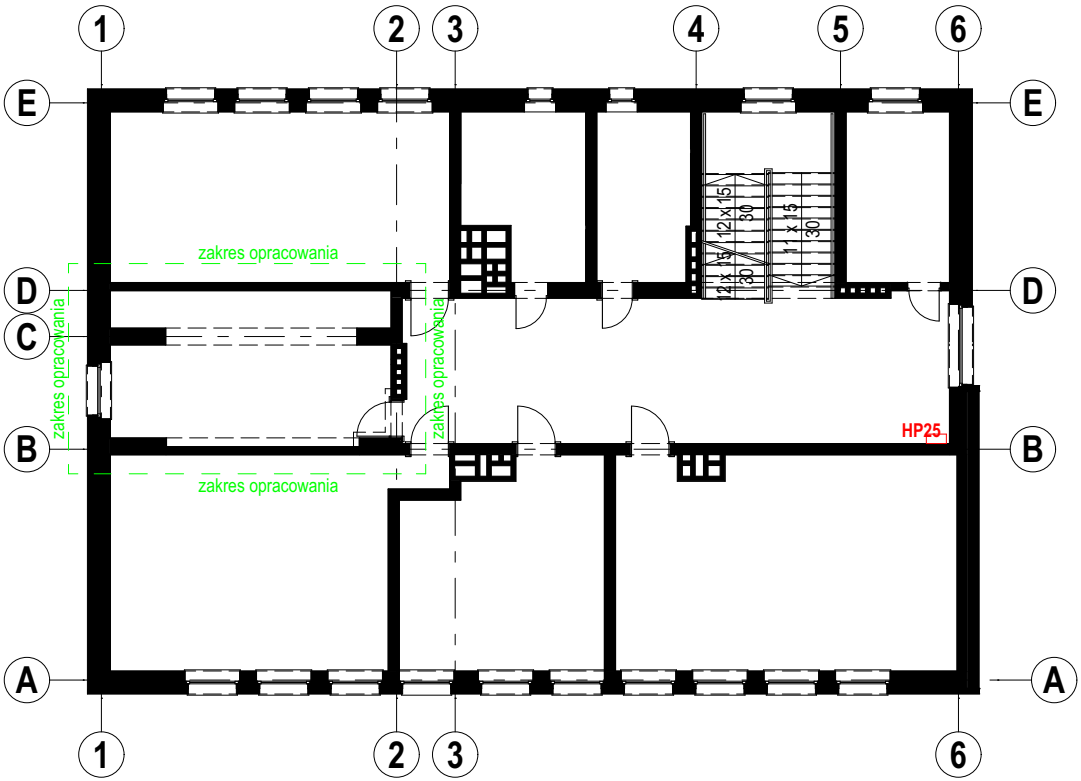 1 2 3 4 5 6
E E
12 x 15
30
12 x 15
30
11 x 15
30
zakres opracowania
D D
zakres opracowania
zakres opracowania
C
HP25
B B
zakres opracowania
A A
1 2 3 6